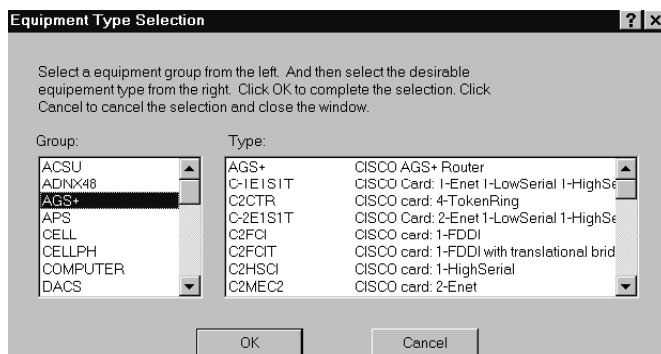 Equipment Type Selection
Select a equipment group from the left. And then select the desirable
equipement type from the right. Click OK to complete the selection. Click
Cancel to cancel the selection and close the window.
Group:
Type:
ACSU
ADNX48
AGS+
APS
CELL
CELLPH
COMPUTER
DACS
AGS+ CISCO AGS+ Router
C-1E1S1T CISCO Card: 1-Enet 1-LowSerial 1-HighSe
C2CTR CISCO card: 4-TokenRing
C-2E1S1T CISCO Card: 2-Enet 1-LowSerial 1-HighSe
C2FCI CISCO card: 1-FDDI
C2FCIT CISCO card: 1-FDDI with translational brid
C2HSCI CISCO card: 1-HighSerial
C2MEC2 CISCO card: 2-Enet
OK
Cancel